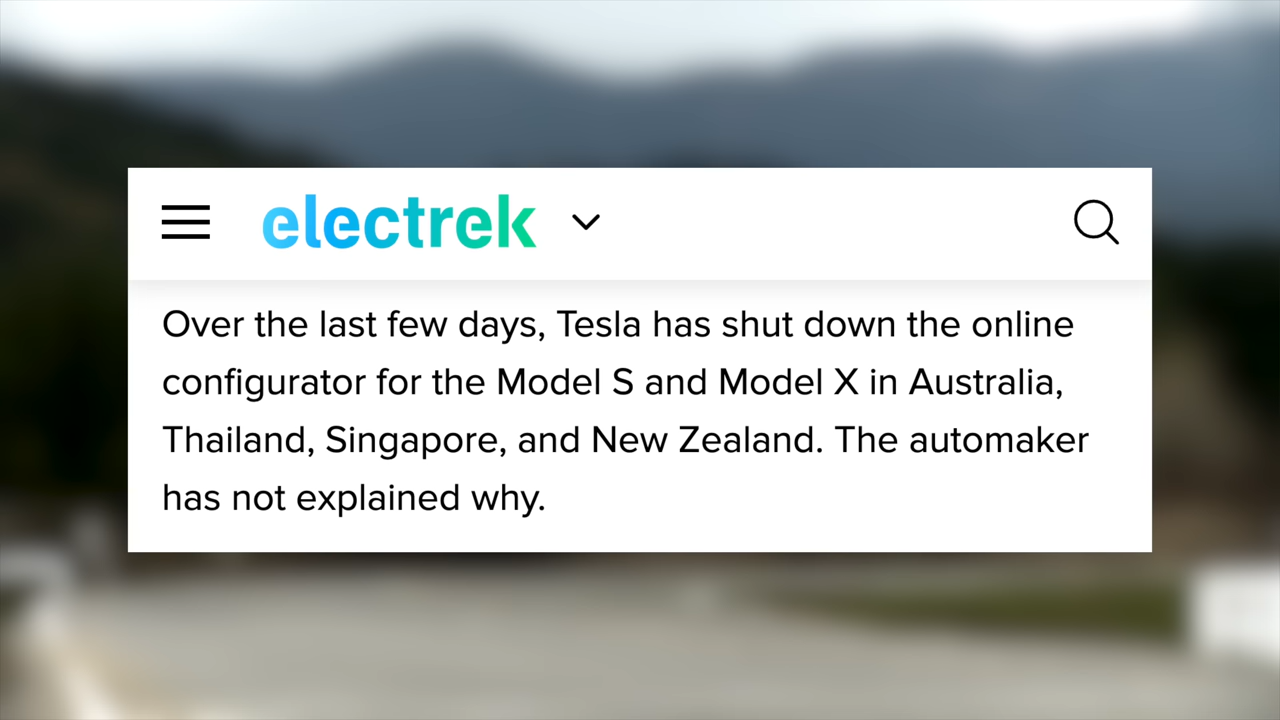 electrek
Over the last few days, Tesla has shut down the online
configurator for the Model S and Model X in Australia,
Thailand, Singapore, and New Zealand. The automaker
has not explained why.